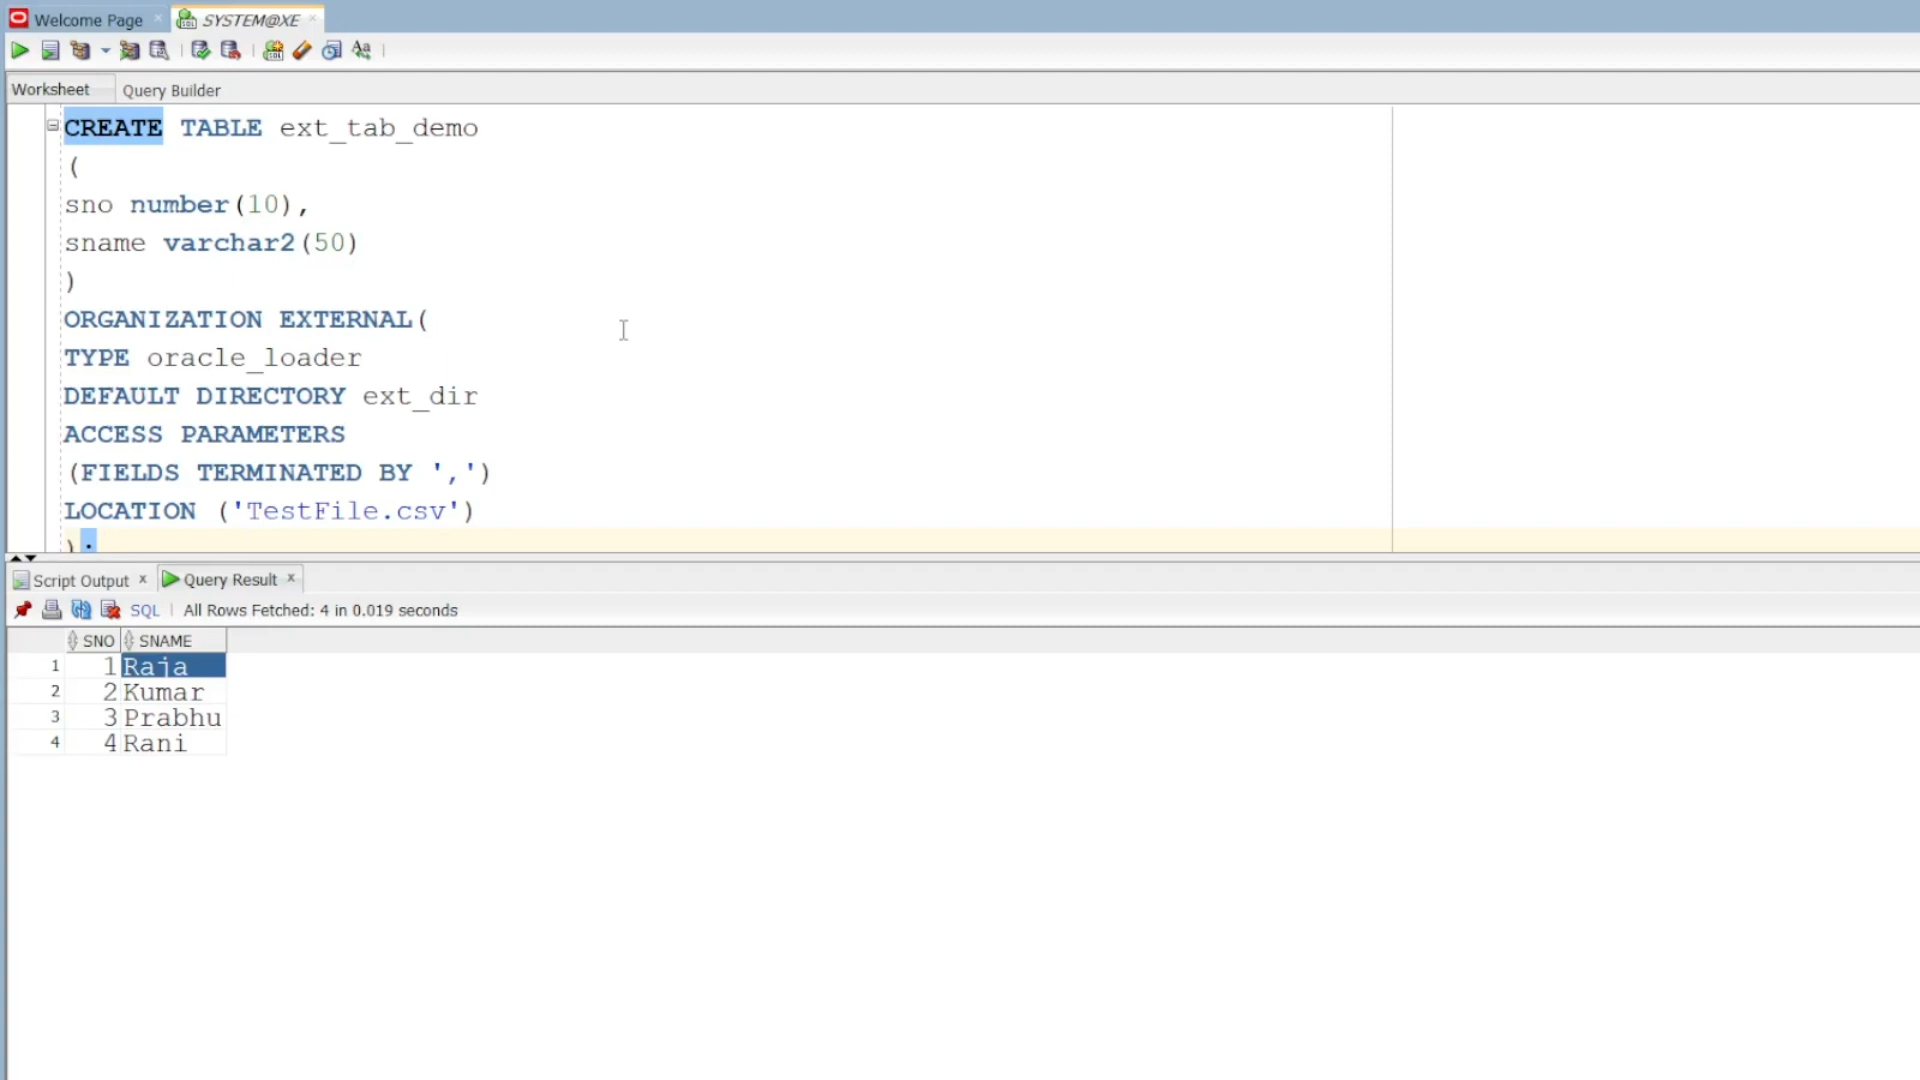 Welcome Page
SYSTEM@XE
Worksheet
Query Builder
CREATE TABLE ext_tab_demo
(
sno number(10),
sname varchar2(50)
)
ORGANIZATION EXTERNAL(
TYPE oracle_loader
DEFAULT DIRECTORY ext_dir
ACCESS PARAMETERS
(FIELDS TERMINATED BY ',')
LOCATION ('TestFile.csv')
);
Script Output
Query Result
SQL | All Rows Fetched: 4 in 0.019 seconds
SNO SNAME
1 1 Raja
2 2 Kumar
3 3 Prabhu
4 4 Rani